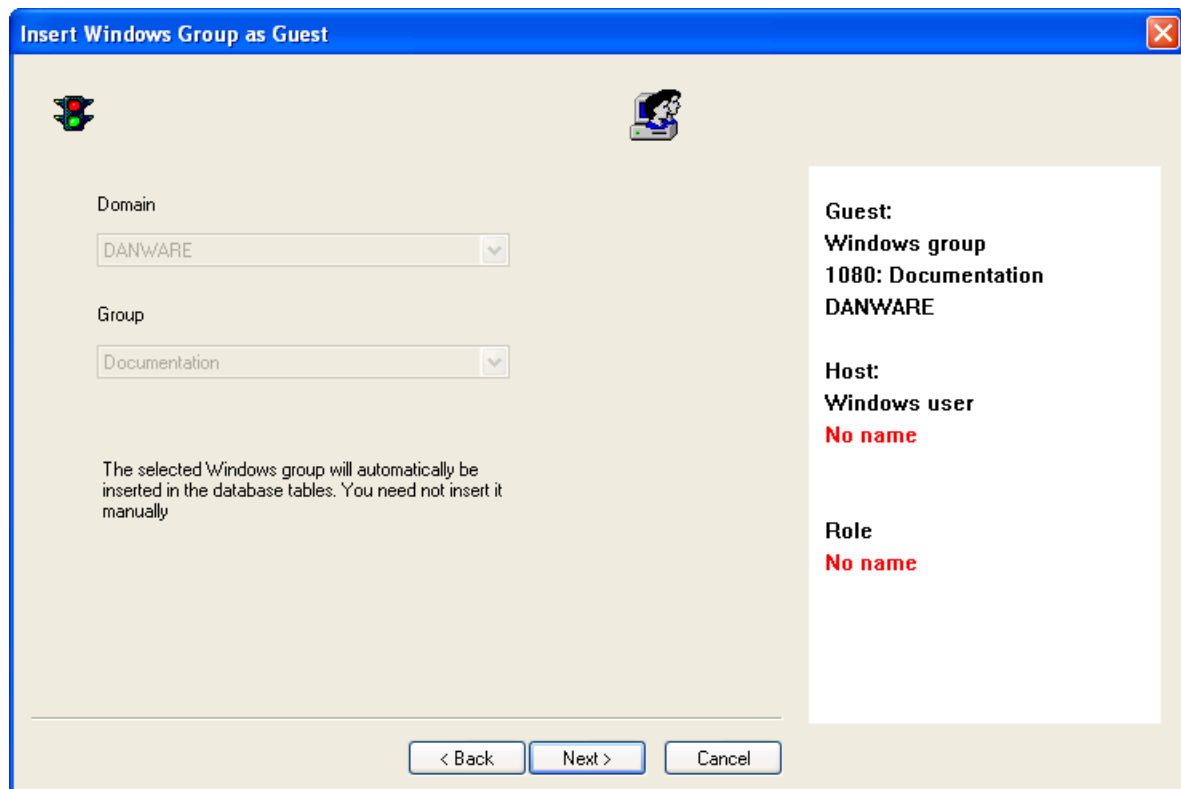 Insert Windows Group as Guest
Domain
DANWARE
Group
Documentation
The selected Windows group will automatically be
inserted in the database tables. You need not insert it
manually
Guest:
Windows group
1080: Documentation
DANWARE
Host:
Windows user
No name
Role
No name
< Back
Next >
Cancel